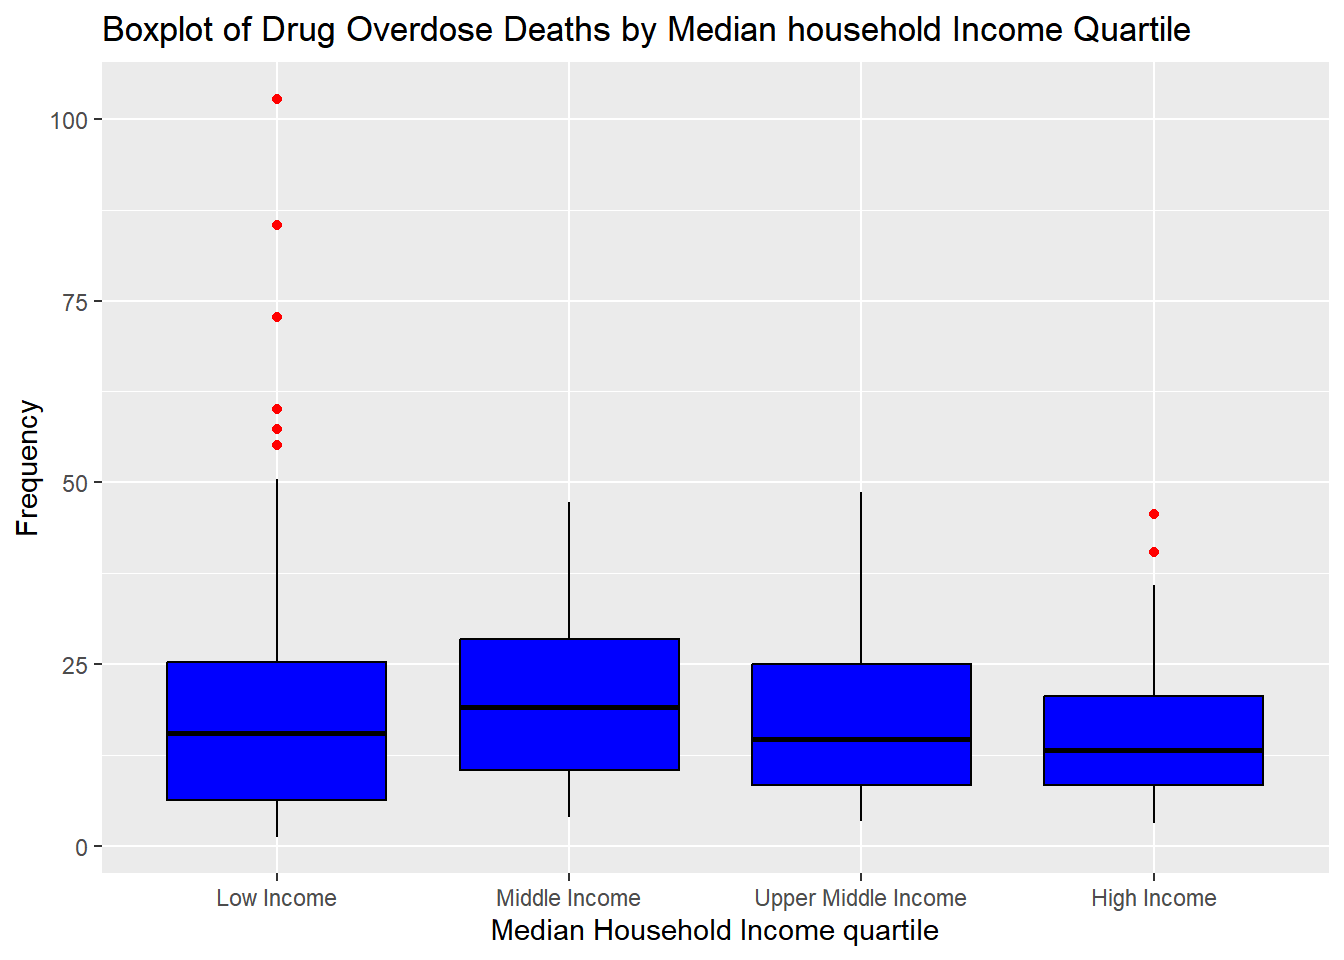 Boxplot of Drug Overdose Deaths by Median household Income Quartile
Frequency
100
75
50
25
0
Low Income
Middle Income
Upper Middle Income
High Income
Median Household Income quartile